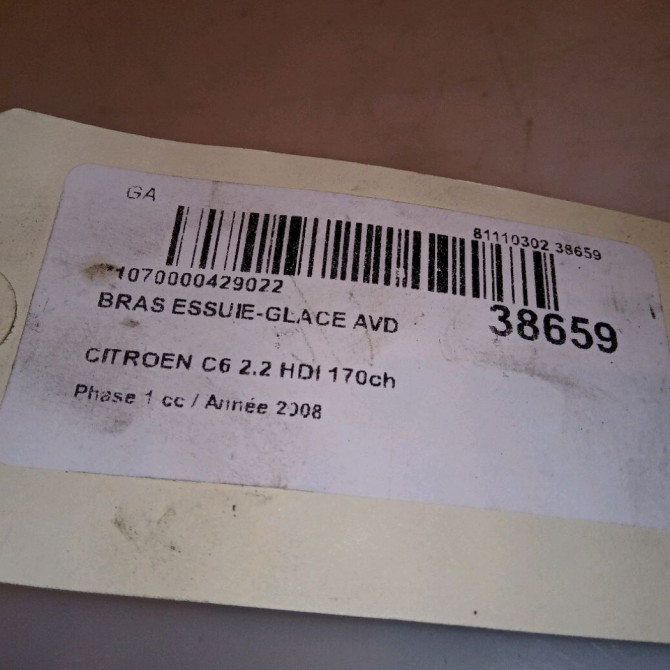 GA
81110302 38659
*1070000429022
38659
BRAS ESSUIE-GLACE AVD
CITROEN C6 2.2 HDI 170ch
Phase 1 cc / Année 2008